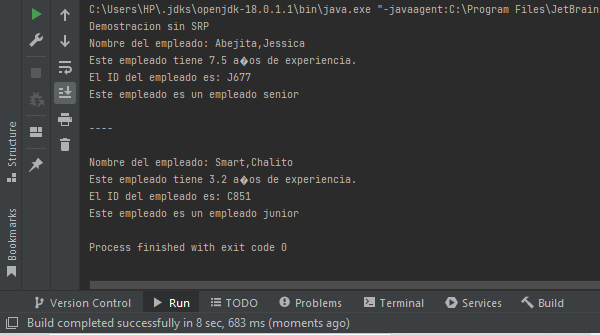 C:\Users\HP\.jdks\openjdk-18.0.1.1\bin\java.exe "-javaagent:C:\Program Files\JetBrain
Demostracion sin SRP
Nombre del empleado: Abejita,Jessica
Este empleado tiene 7.5 a�os de experiencia.
El ID del empleado es: J677
Este empleado es un empleado senior
----
Nombre del empleado: Smart,Chalito
Este empleado tiene 3.2 a�os de experiencia.
El ID del empleado es: C851
Este empleado es un empleado junior
Process finished with exit code 0
Structure
Bookmarks
Version Control Run TODO Problems Terminal Services Build
Build completed successfully in 8 sec, 683 ms (moments ago)